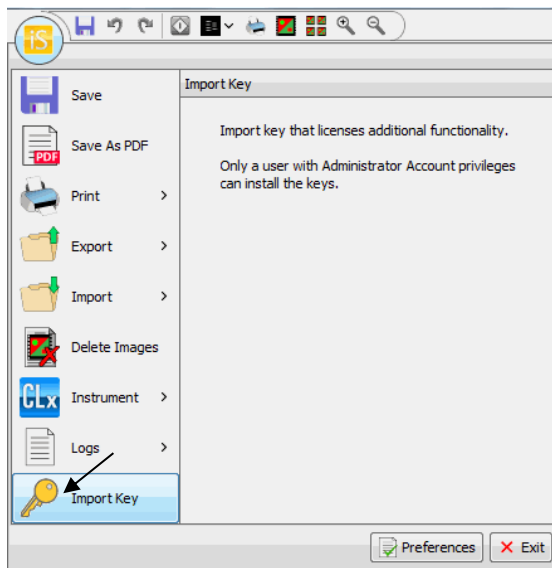 iS
Save
PDF
Save As PDF
Print
Export
Import
Delete Images
CLx
Instrument
Logs
Import Key
Import Key
Import key that licenses additional functionality.
Only a user with Administrator Account privileges
can install the keys.
Preferences
Exit